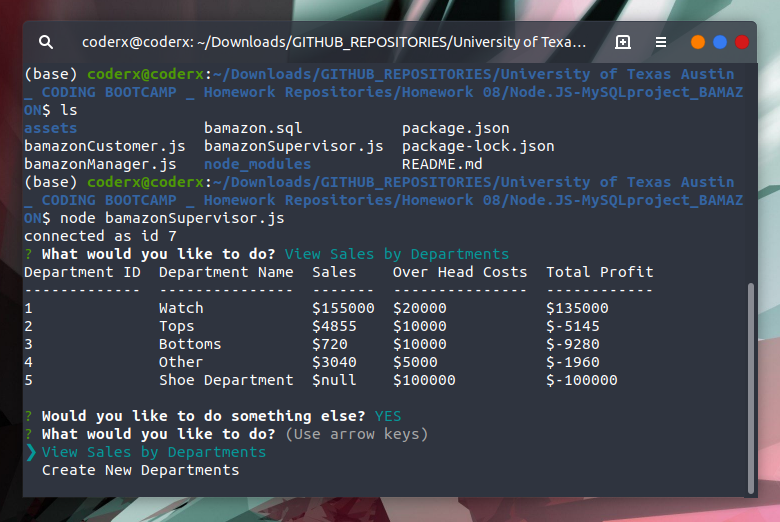 coderx@coderx: ~/Downloads/GITHUB_REPOSITORIES/University of Texa...
(base) coderx@coderx:~/Downloads/GITHUB_REPOSITORIES/University of Texas Austin
_ CODING BOOTCAMP _ Homework Repositories/Homework 08/Node.JS-MySQLproject_BAMAZ
ON$ ls
assets bamazon.sql package.json
bamazonCustomer.js bamazonSupervisor.js package-lock.json
bamazonManager.js node_modules README.md
(base) coderx@coderx:~/Downloads/GITHUB_REPOSITORIES/University of Texas Austin
_ CODING BOOTCAMP _ Homework Repositories/Homework 08/Node.JS-MySQLproject_BAMAZ
ON$ node bamazonSupervisor.js
connected as id 7
? What would you like to do? View Sales by Departments
Department ID  Department Name  Sales    Over Head Costs  Total Profit
-------------  ---------------  -------  ---------------  ------------
1              Watch            $155000  $20000           $135000
2              Tops             $4855    $10000           $-5145
3              Bottoms          $720     $10000           $-9280
4              Other            $3040    $5000            $-1960
5              Shoe Department  $null    $100000          $-100000
? Would you like to do something else? YES
? What would you like to do? (Use arrow keys)
❯ View Sales by Departments
Create New Departments